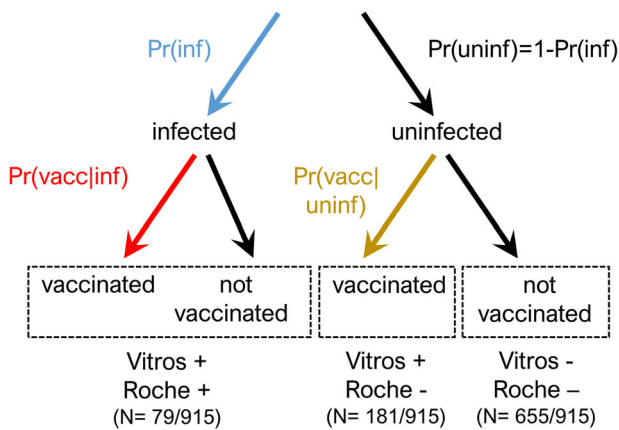 Pr(inf)
Pr(uninf)=1-Pr(inf)
infected
uninfected
Pr(vacc|inf)
Pr(vacc|
uninf)
vaccinated
not
vaccinated
vaccinated
not
vaccinated
Vitros +
Roche +
(N= 79/915)
Vitros +
Roche -
(N= 181/915)
Vitros -
Roche –
(N= 655/915)